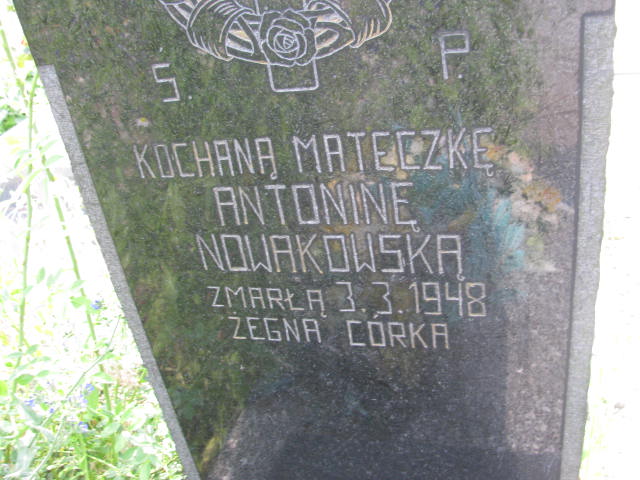 S P.
KOCHANĄ MATECZKĘ
ANTONINĘ
NOWAKOWSKĄ
ZMARŁĄ 3.3.1948
ŻEGNA CÓRKA